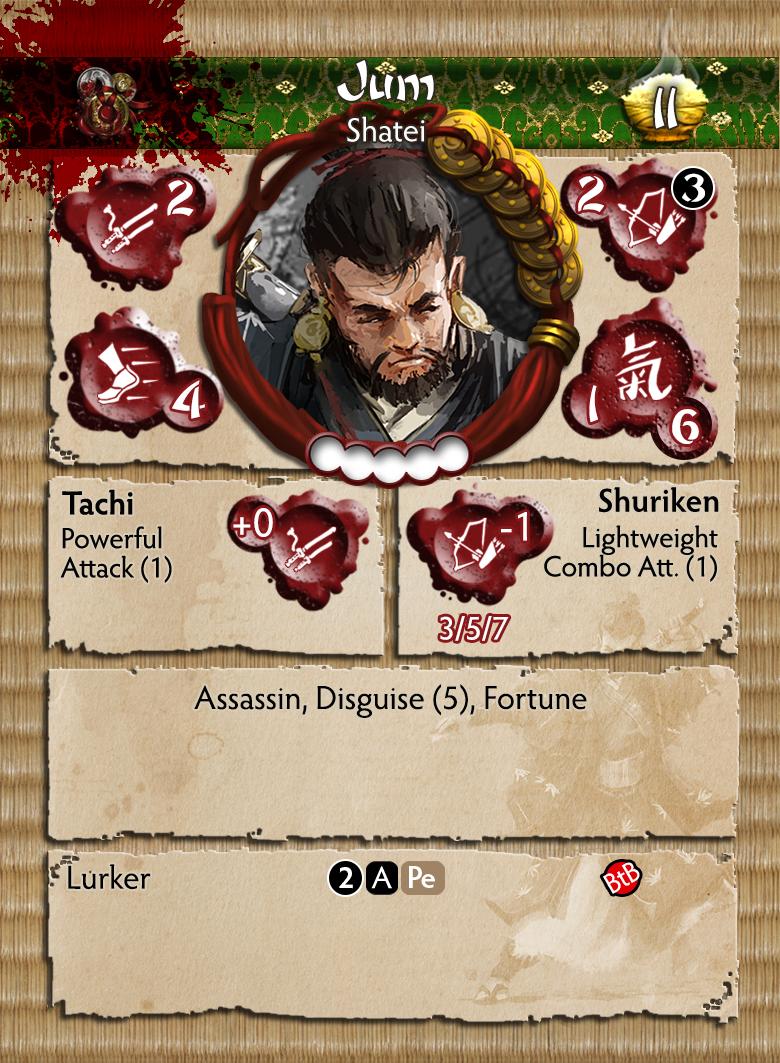 Jum
11
Shatei
2
2 3
4
氣
1 6
Tachi
Powerful
Attack (1)
+0
-1
3/5/7
Shuriken
Lightweight
Combo Att. (1)
Assassin, Disguise (5), Fortune
Lurker 2 A Pe BtB